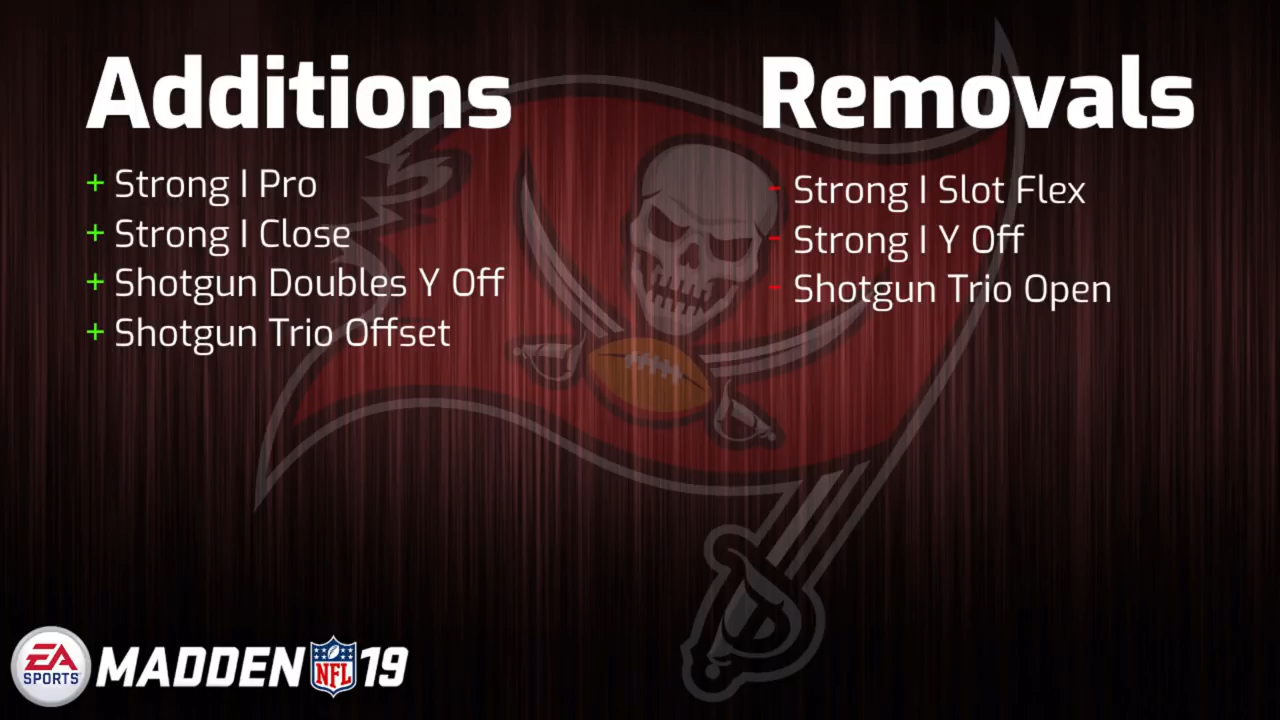 Additions
+ Strong I Pro
+ Strong I Close
+ Shotgun Doubles Y Off
+ Shotgun Trio Offset
Removals
- Strong I Slot Flex
- Strong I Y Off
- Shotgun Trio Open
EA
SPORTS
MADDEN NFL 19